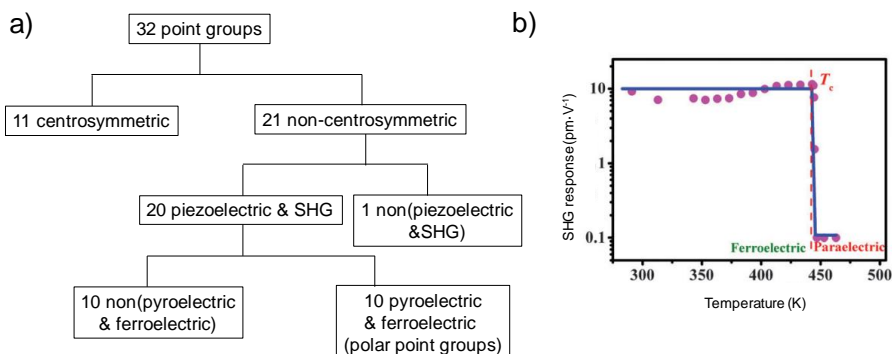 a)
32 point groups
11 centrosymmetric
21 non-centrosymmetric
20 piezoelectric & SHG
1 non(piezoelectric
&SHG)
10 non(pyroelectric
& ferroelectric)
10 pyroelectric
& ferroelectric
(polar point groups)
b)
SHG response (pm·V⁻¹)
10
1
0.1
Tc
Ferroelectric
Paraelectric
300 350 400 450 500
Temperature (K)